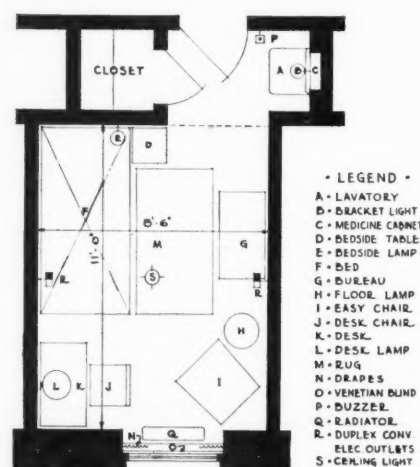 P
CLOSET
A B C
R
D
F
8'-6"
11'-0"
M
G
R
S
R
H
L K J
I
N
Q
O
• LEGEND •
A • LAVATORY
B • BRACKET LIGHT
C • MEDICINE CABINET
D • BEDSIDE TABLE
E • BEDSIDE LAMP
F • BED
G • BUREAU
H • FLOOR LAMP
I • EASY CHAIR
J • DESK CHAIR
K • DESK
L • DESK LAMP
M • RUG
N • DRAPES
O • VENETIAN BLIND
P • BUZZER
Q • RADIATOR
R • DUPLEX CONV.
ELEC. OUTLETS
S • CEILING LIGHT